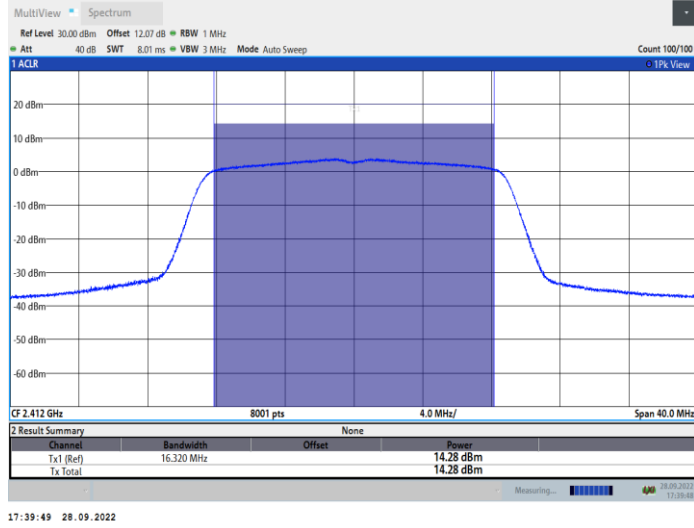 MultiView Spectrum
Ref Level 30.00 dBm Offset 12.07 dB RBW 1 MHz
Att 40 dB SWT 8.01 ms VBW 3 MHz Mode Auto Sweep Count 100/100
1 ACLR 1Pk View
20 dBm
10 dBm
0 dBm
-10 dBm
-20 dBm
-30 dBm
-40 dBm
-50 dBm
-60 dBm
CF 2.412 GHz 8001 pts 4.0 MHz/ Span 40.0 MHz
2 Result Summary None
Channel Bandwidth Offset Power
Tx1 (Ref) 16.320 MHz 14.28 dBm
Tx Total 14.28 dBm
Measuring... 28.09.2022
17:39:48
17:39:49 28.09.2022